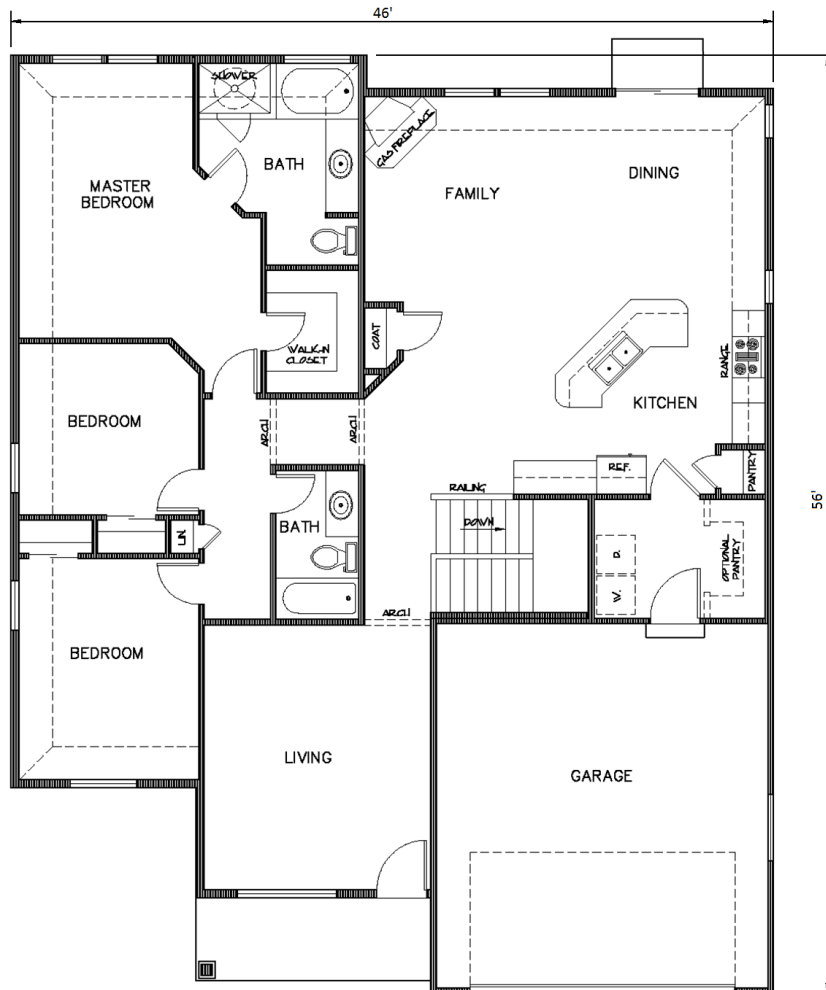 46'
SHOWER
GAS FIREPLACE
BATH
MASTER
BEDROOM
FAMILY
DINING
COAT
WALK-IN
CLOSET
RANGE
BEDROOM
ARCH
ARCH
KITCHEN
REF.
PANTRY
RAILING
56'
BATH
DOWN
LIN.
D.
OPTIONAL
PANTRY
W.
ARCH
BEDROOM
LIVING
GARAGE